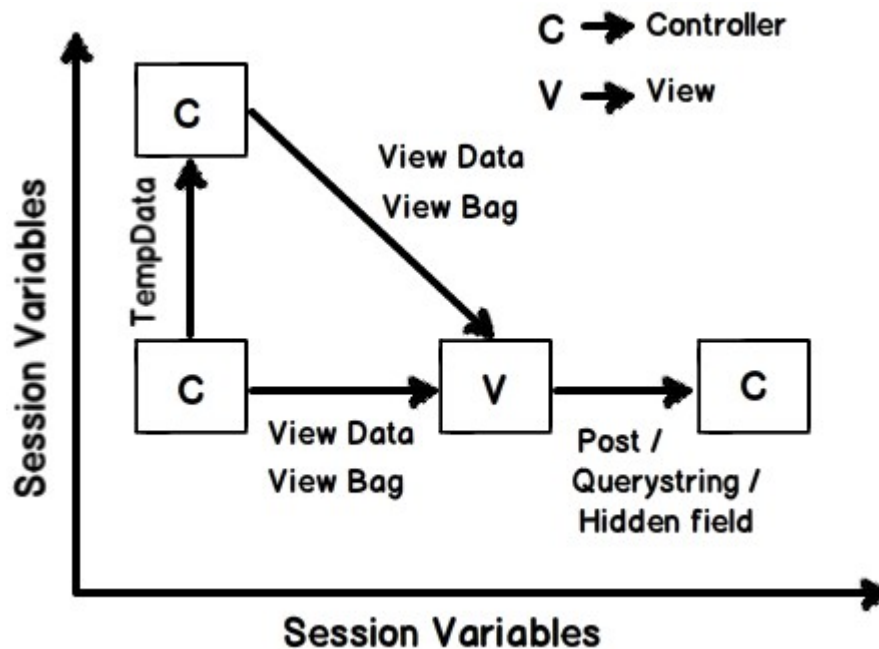 C Controller
V View
C
View Data
View Bag
TempData
Session Variables
C
V
C
View Data
View Bag
Post /
Querystring /
Hidden field
Session Variables